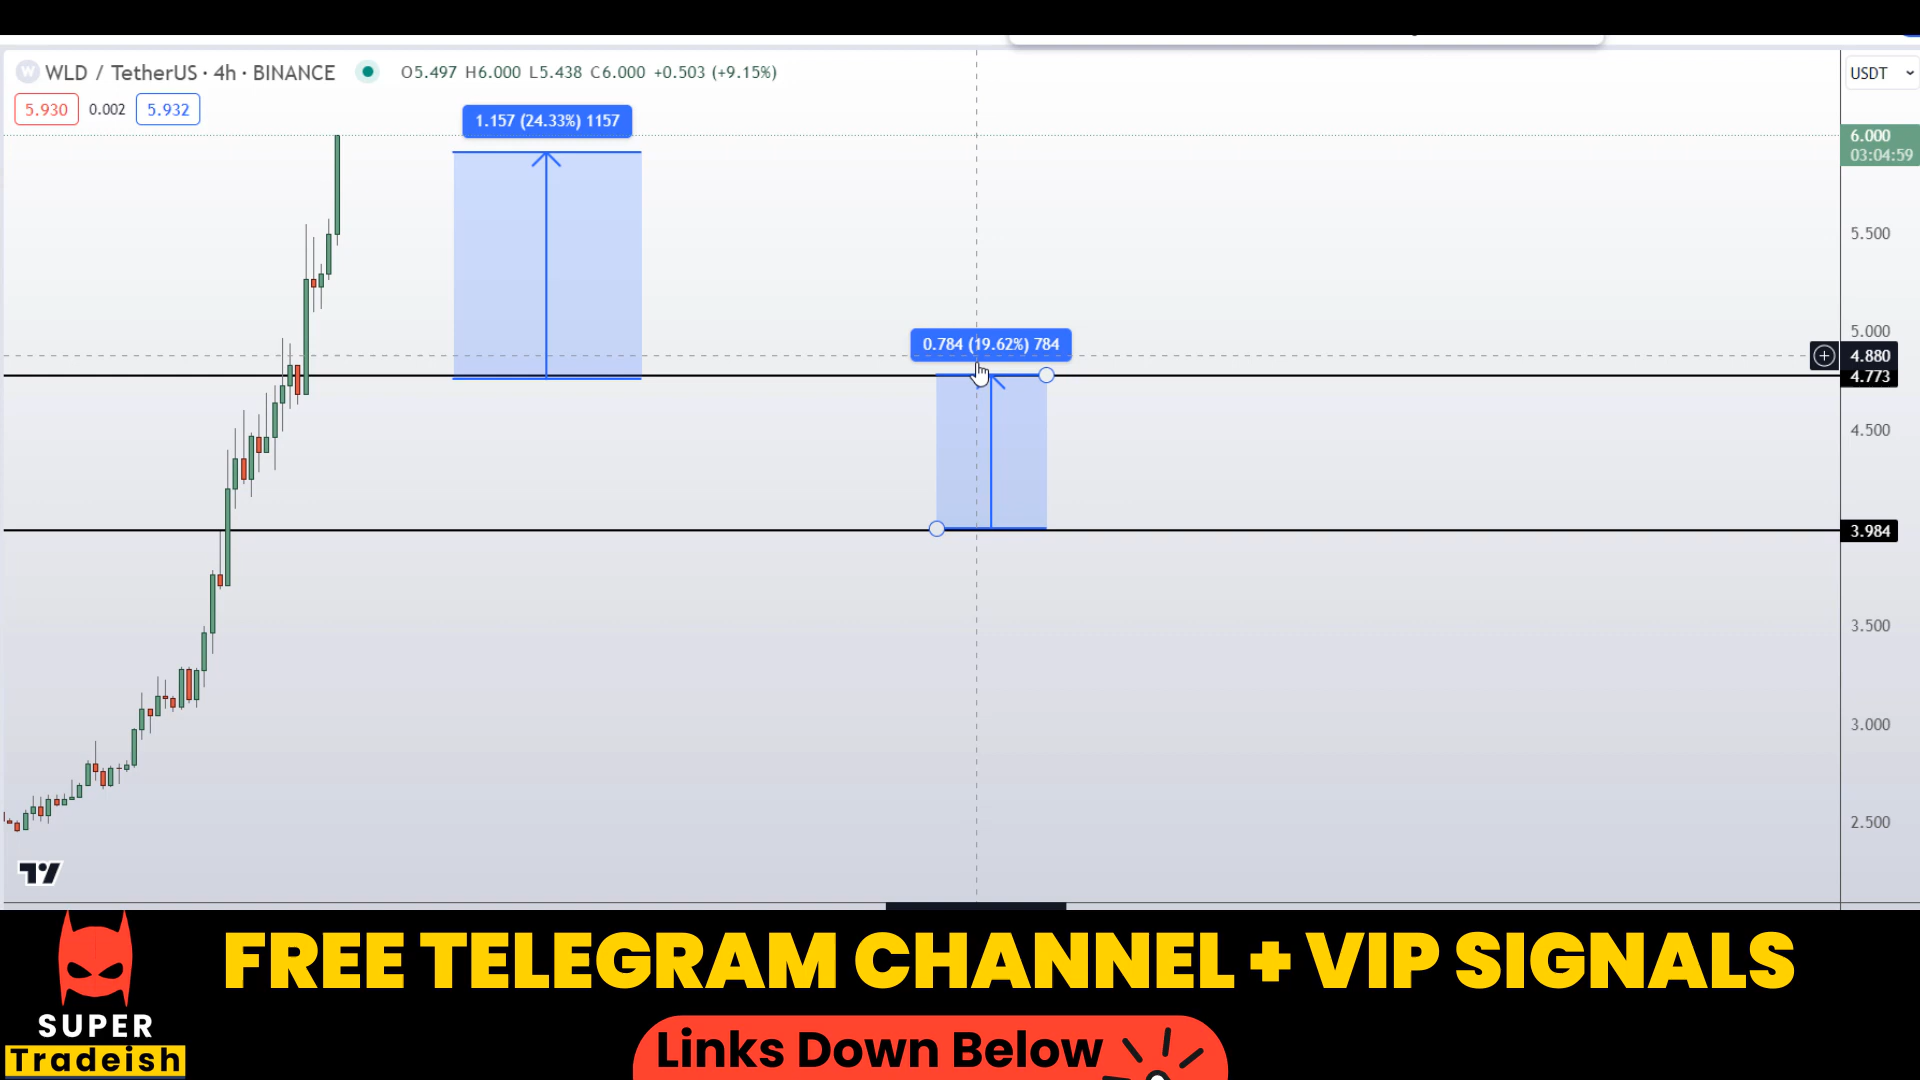 WLD / TetherUS · 4h · BINANCE O5.497 H6.000 L5.438 C6.000 +0.503 (+9.15%)
USDT
5.930 0.002 5.932
1.157 (24.33%) 1157
6.000
03:04:59
5.500
5.000
0.784 (19.62%) 784
4.880
4.773
4.500
3.984
3.500
3.000
2.500
FREE TELEGRAM CHANNEL + VIP SIGNALS
SUPER
Tradeish
Links Down Below